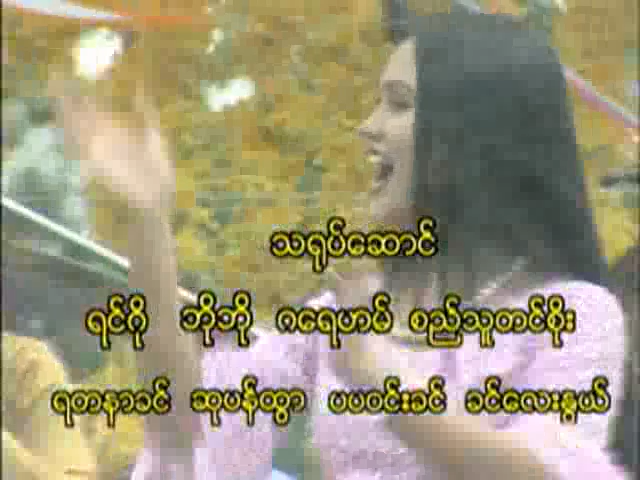 သရုပ်ဆောင်
ရင်ဂို ဘိုဘို ဂရေဟမ် စည်သူတင်စိုး
ရတနာခင် ဆုပန်ထွာ ပပဝင်းခင် ခင်လေးနွယ်